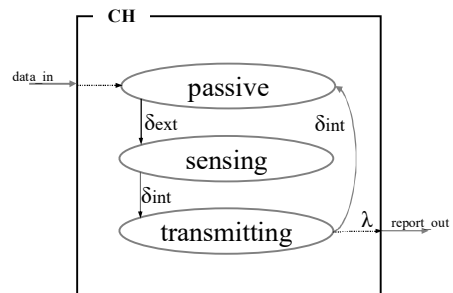 CH
data_in
passive
δext
δint
sensing
δint
transmitting
λ
report_out